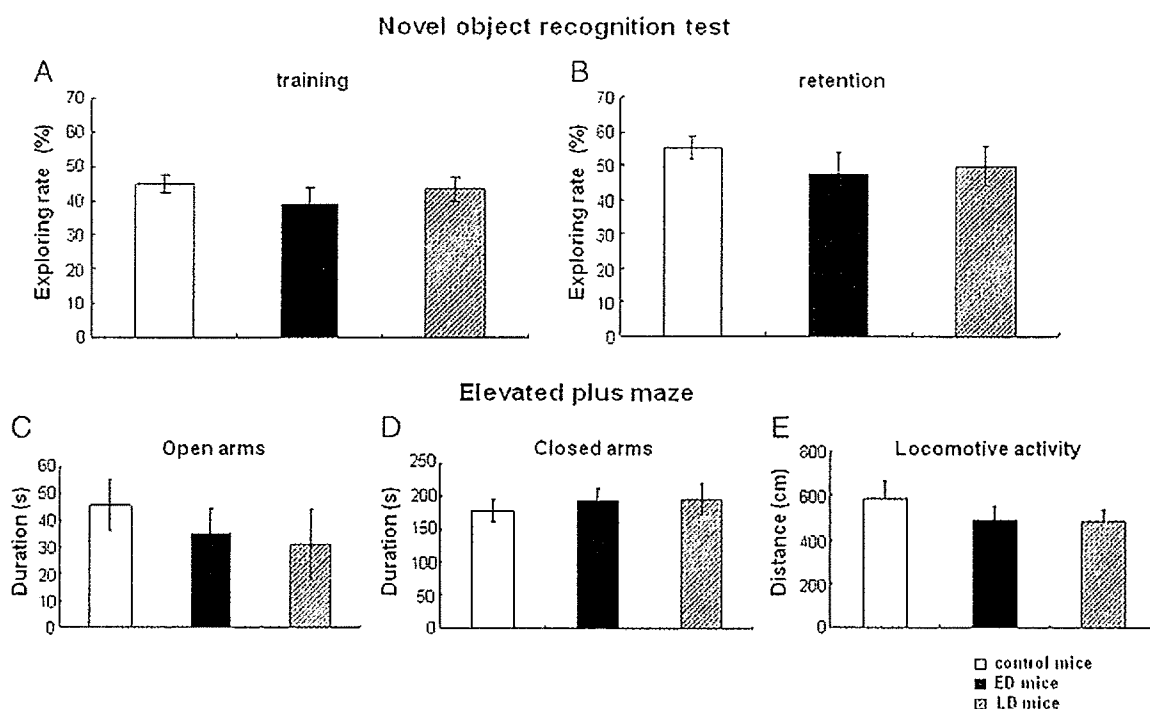 Novel object recognition test
A
training
Exploring rate (%)
70
60
50
40
30
20
10
0
B
retention
Exploring rate (%)
70
60
50
40
30
20
10
0
Elevated plus maze
C
Open arms
Duration (s)
60
50
40
30
20
10
0
D
Closed arms
Duration (s)
250
200
150
100
50
0
E
Locomotive activity
Distance (cm)
800
600
400
200
0
control mice
ED mice
LD mice